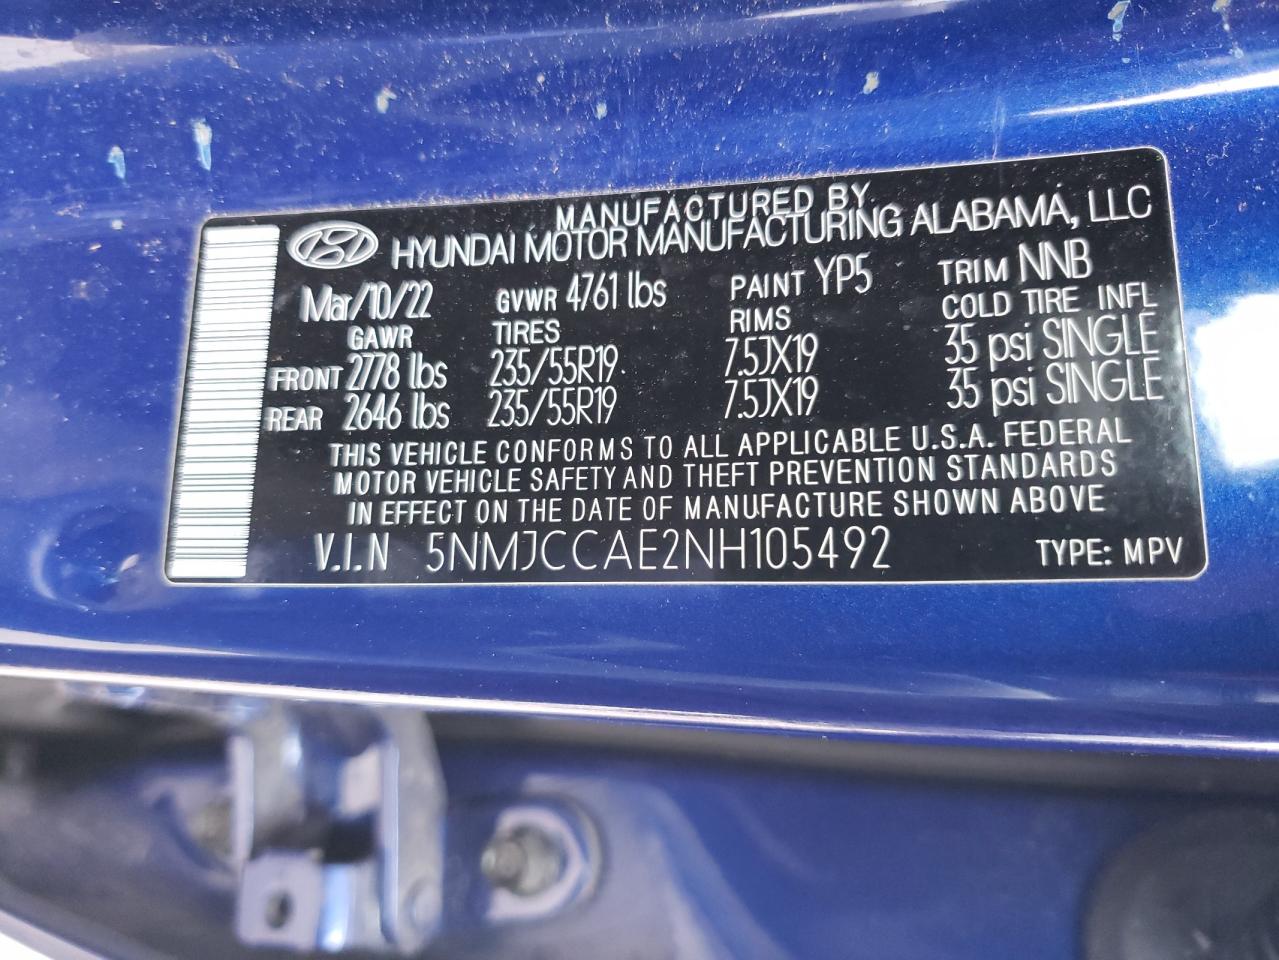 MANUFACTURED BY
HYUNDAI MOTOR MANUFACTURING ALABAMA, LLC
Mar/10/22 GVWR 4761 lbs PAINT YP5 TRIM NNB
GAWR TIRES RIMS COLD TIRE INFL
FRONT 2778 lbs 235/55R19 7.5JX19 35 psi SINGLE
REAR 2646 lbs 235/55R19 7.5JX19 35 psi SINGLE
THIS VEHICLE CONFORMS TO ALL APPLICABLE U.S.A. FEDERAL
MOTOR VEHICLE SAFETY AND THEFT PREVENTION STANDARDS
IN EFFECT ON THE DATE OF MANUFACTURE SHOWN ABOVE
V.I.N 5NMJCCAE2NH105492 TYPE: MPV